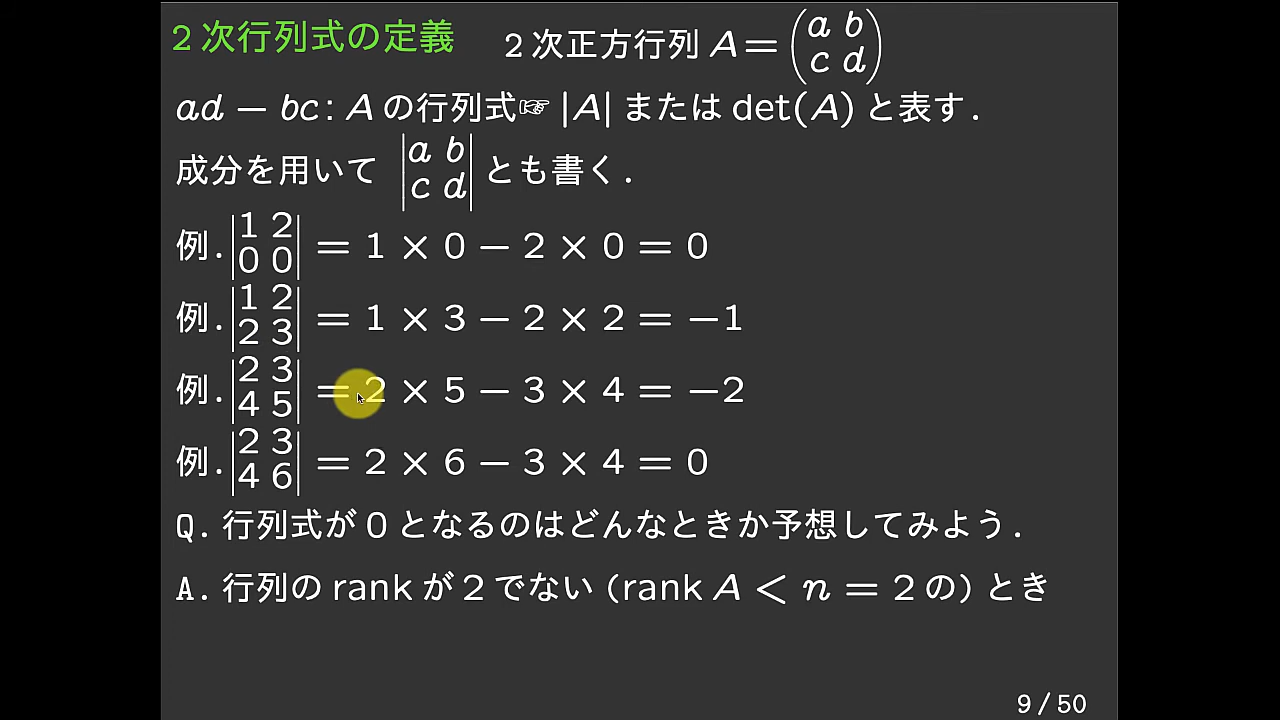 2次行列式の定義 2次正方行列 A=(a b
c d)
ad − bc: A の行列式☞ |A| または det(A) と表す.
成分を用いて |a b
c d| とも書く.
例. |1 2
0 0| = 1 × 0 − 2 × 0 = 0
例. |1 2
2 3| = 1 × 3 − 2 × 2 = −1
例. |2 3
4 5| = 2 × 5 − 3 × 4 = −2
例. |2 3
4 6| = 2 × 6 − 3 × 4 = 0
Q. 行列式が0となるのはどんなときか予想してみよう.
A. 行列の rank が2でない (rank A < n = 2 の) とき
9 / 50